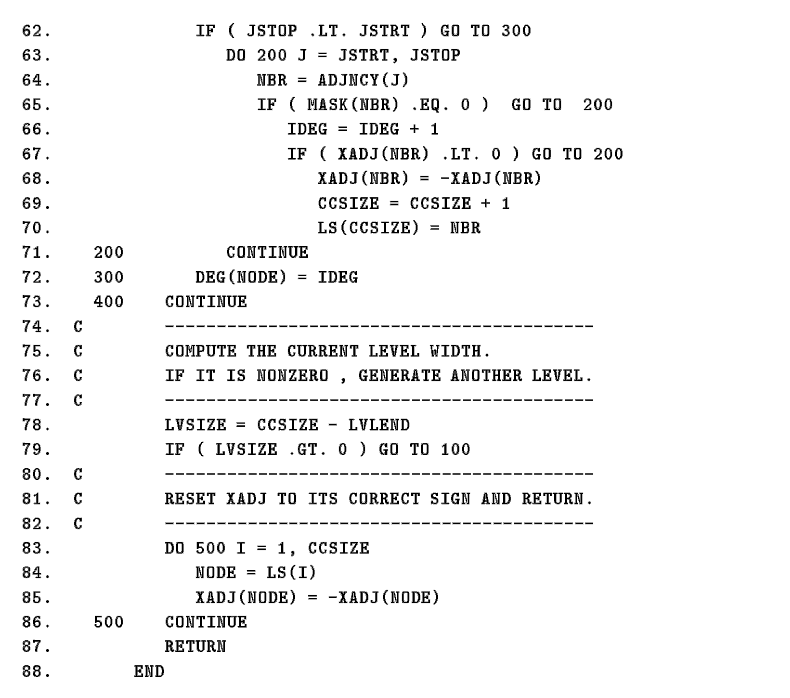 62.              IF ( JSTOP .LT. JSTRT ) GO TO 300
63.                 DO 200 J = JSTRT, JSTOP
64.                    NBR = ADJNCY(J)
65.                    IF ( MASK(NBR) .EQ. 0 )  GO TO  200
66.                       IDEG = IDEG + 1
67.                       IF ( XADJ(NBR) .LT. 0 ) GO TO 200
68.                          XADJ(NBR) = -XADJ(NBR)
69.                          CCSIZE = CCSIZE + 1
70.                          LS(CCSIZE) = NBR
71.    200          CONTINUE
72.    300       DEG(NODE) = IDEG
73.    400    CONTINUE
74.  C        ------------------------------------------
75.  C        COMPUTE THE CURRENT LEVEL WIDTH.
76.  C        IF IT IS NONZERO , GENERATE ANOTHER LEVEL.
77.  C        ------------------------------------------
78.           LVSIZE = CCSIZE - LVLEND
79.           IF ( LVSIZE .GT. 0 ) GO TO 100
80.  C        ------------------------------------------
81.  C        RESET XADJ TO ITS CORRECT SIGN AND RETURN.
82.  C        ------------------------------------------
83.           DO 500 I = 1, CCSIZE
84.              NODE = LS(I)
85.              XADJ(NODE) = -XADJ(NODE)
86.    500    CONTINUE
87.           RETURN
88.        END